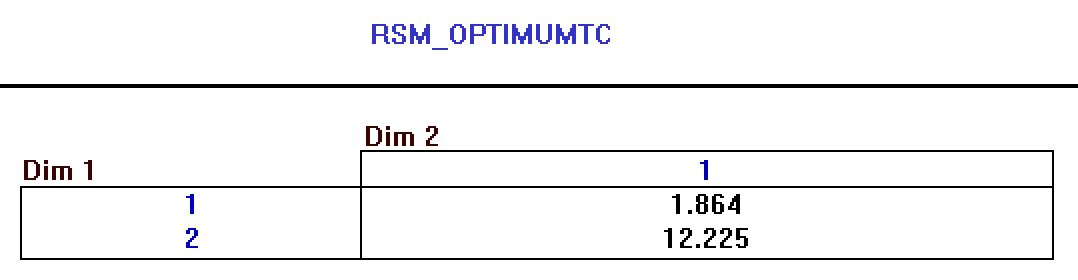 RSM_OPTIMUMTC
Dim 2
Dim 1
1
1 1.864
2 12.225